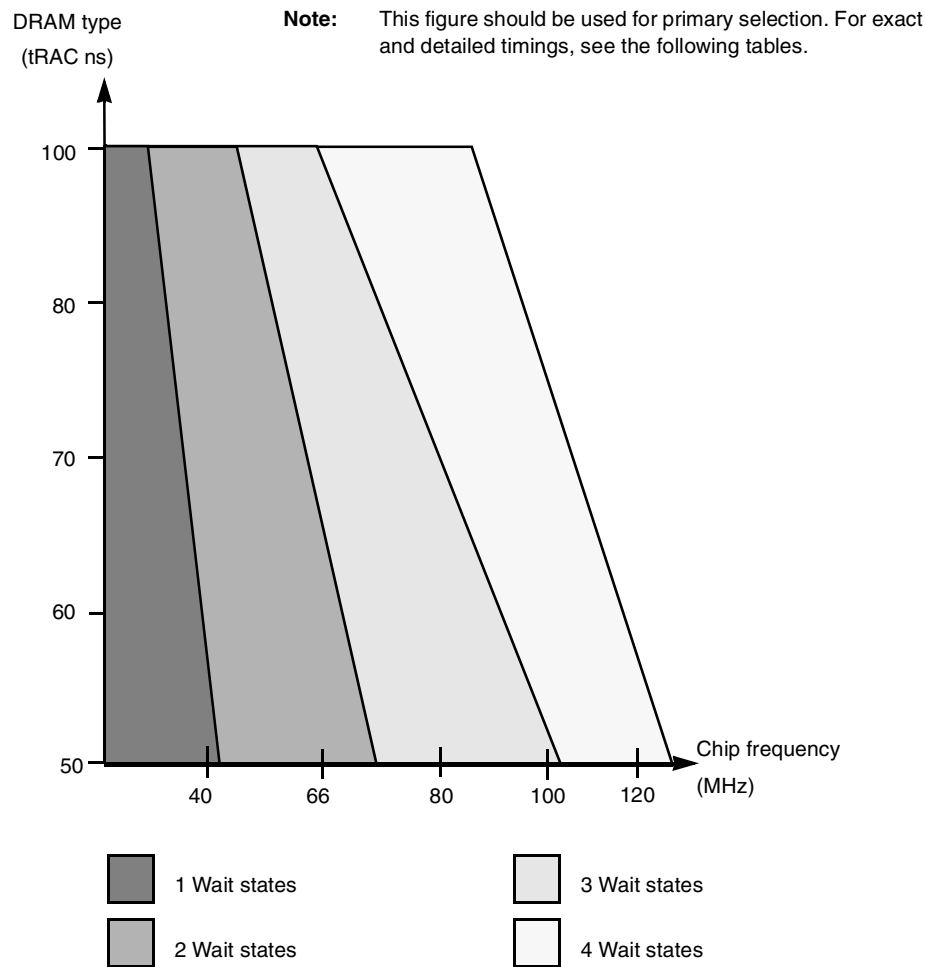 DRAM type
(tRAC ns)
Note: This figure should be used for primary selection. For exact
and detailed timings, see the following tables.
100
80
70
60
50
40 66 80 100 120
Chip frequency
(MHz)
1 Wait states
2 Wait states
3 Wait states
4 Wait states